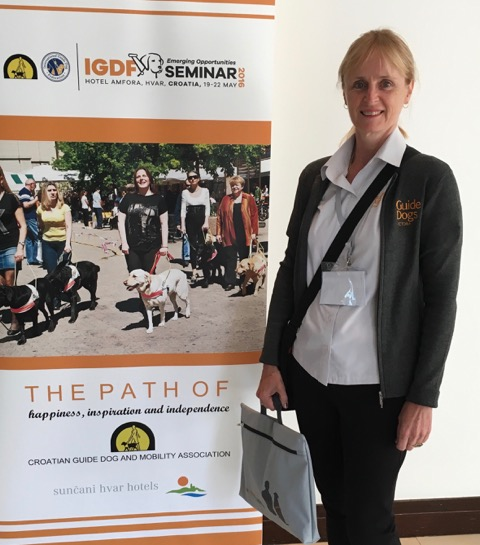 IGDF
Emerging Opportunities
SEMINAR 2016
HOTEL AMFORA, HVAR, CROATIA, 19-22 MAY
THE PATH OF
happiness, inspiration and independence
CROATIAN GUIDE DOG AND MOBILITY ASSOCIATION
sunčani hvar hotels
Guide
Dogs